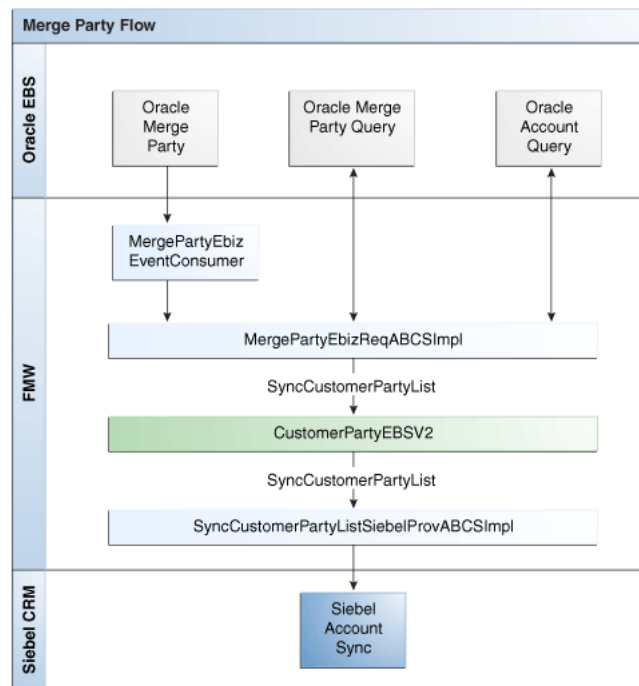 Merge Party Flow
Oracle EBS
Oracle
Merge
Party
Oracle Merge
Party Query
Oracle
Account
Query
FMW
MergePartyEbiz
EventConsumer
MergePartyEbizReqABCSImpl
SyncCustomerPartyList
CustomerPartyEBSV2
SyncCustomerPartyList
SyncCustomerPartyListSiebelProvABCSImpl
Siebel CRM
Siebel
Account
Sync